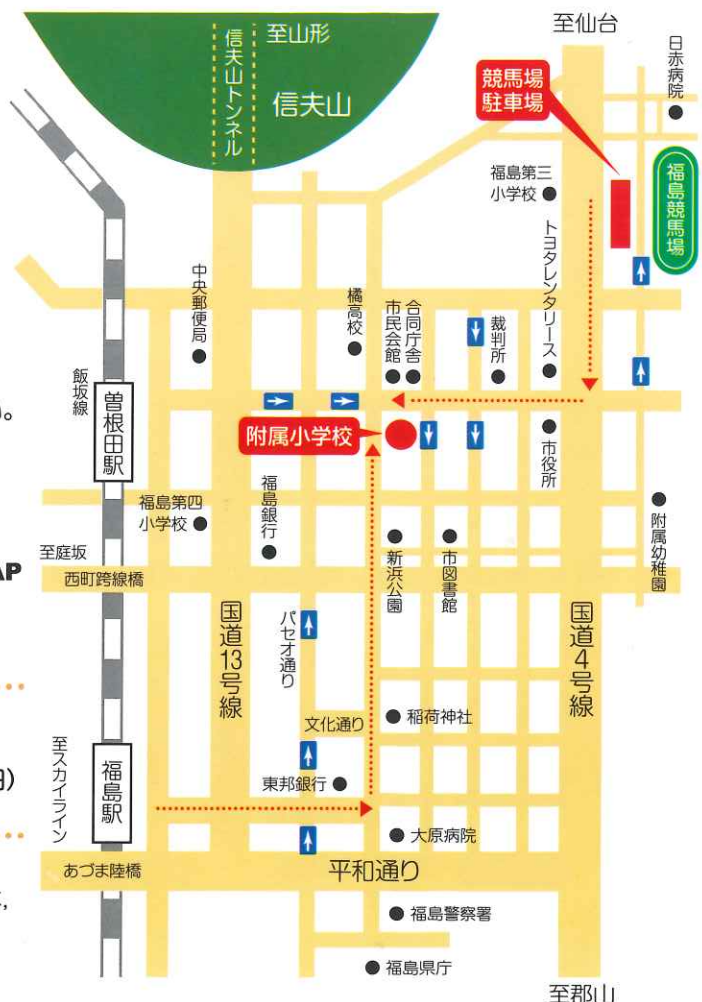 至仙台
至山形
信夫山トンネル
信夫山
日赤病院
競馬場
駐車場
福島第三
小学校
福島競馬場
トヨタレンタリース
中央郵便局
橘高校
市民会館
合同庁舎
裁判所
飯坂線
曽根田駅
。
附属小学校
市役所
福島第四
小学校
福島銀行
附属幼稚園
至庭坂
新浜公園
市図書館
AP
西町跨線橋
国道13号線
パセオ通り
国道4号線
稲荷神社
文化通り
至スカイライン
福島駅
円)
東邦銀行
大原病院
あづま陸橋
平和通り
福島警察署
福島県庁
至郡山